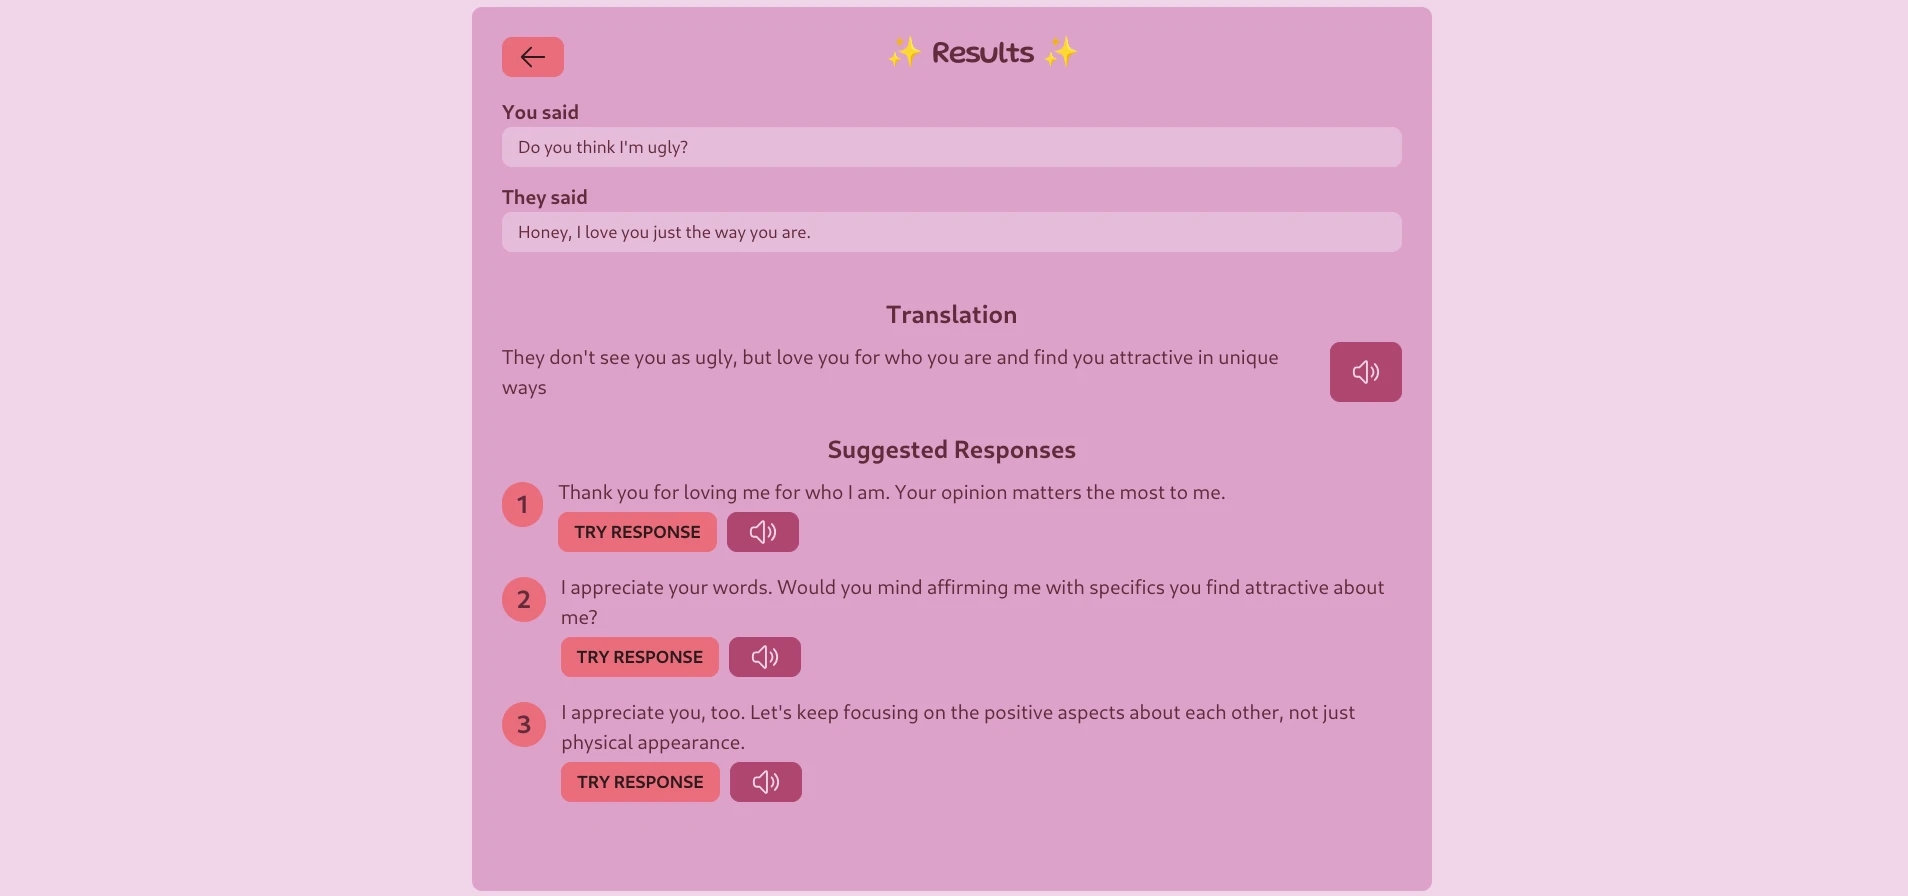 ✨ Results ✨
You said
Do you think I'm ugly?
They said
Honey, I love you just the way you are.
Translation
They don't see you as ugly, but love you for who you are and find you attractive in unique
ways
Suggested Responses
1
Thank you for loving me for who I am. Your opinion matters the most to me.
TRY RESPONSE
2
I appreciate your words. Would you mind affirming me with specifics you find attractive about
me?
TRY RESPONSE
3
I appreciate you, too. Let's keep focusing on the positive aspects about each other, not just
physical appearance.
TRY RESPONSE